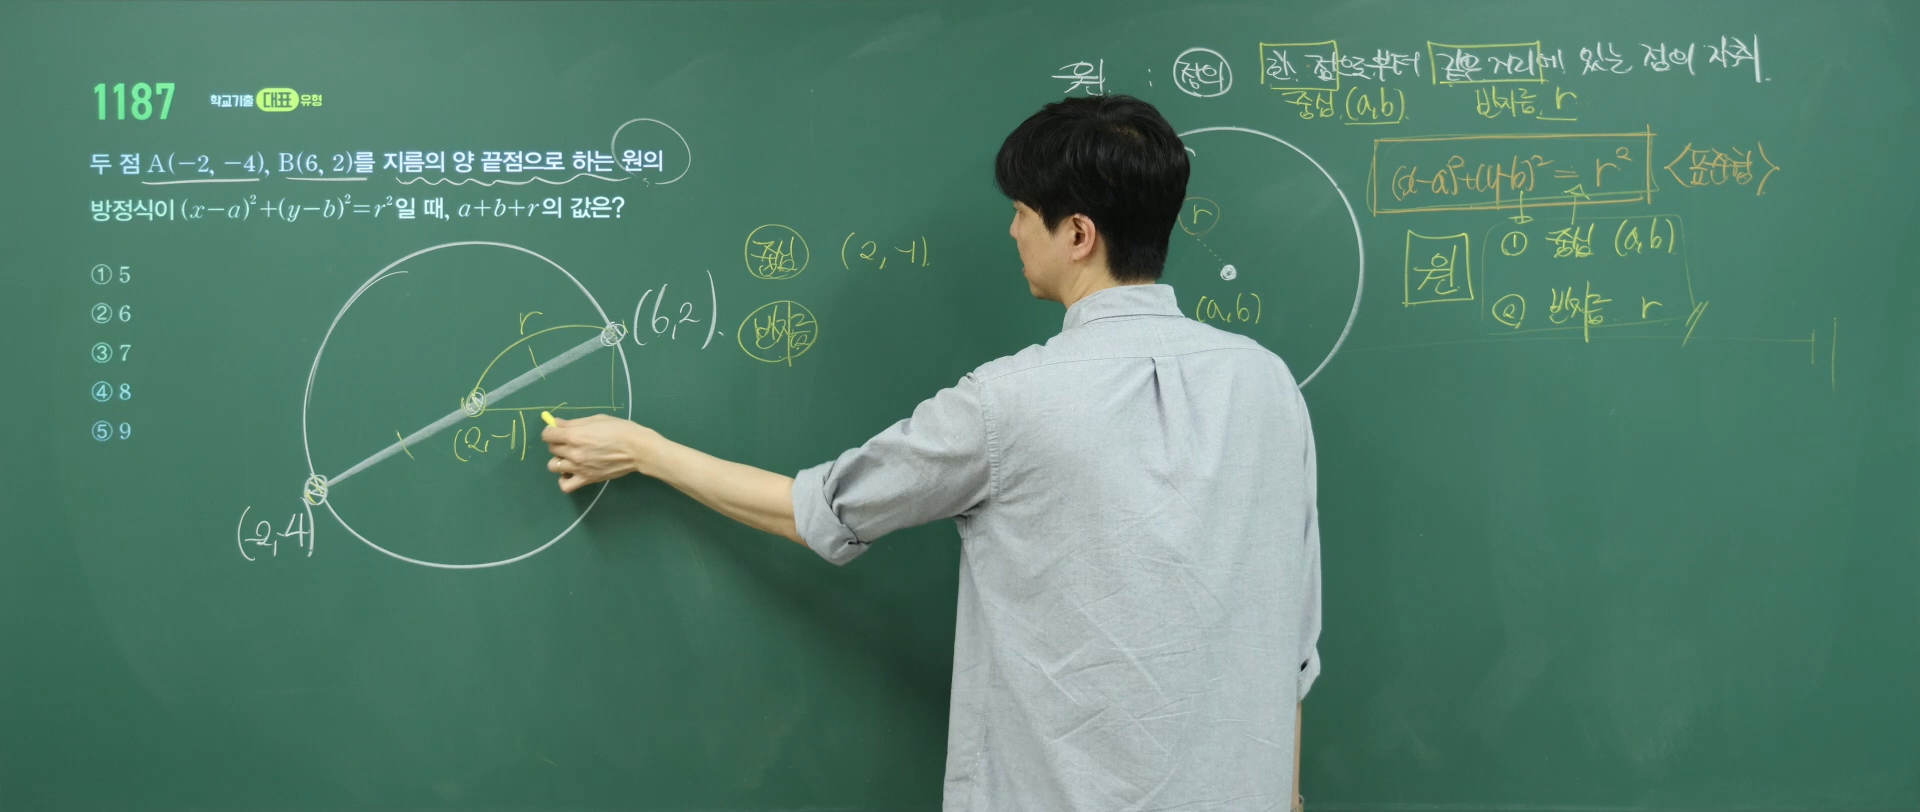 1187 학교기출 대표 유형
두 점 A(−2, −4), B(6, 2)를 지름의 양 끝점으로 하는 원의
방정식이 (x−a)²+(y−b)²=r²일 때, a+b+r의 값은?
① 5
② 6
③ 7
④ 8
⑤ 9
r
(6,2).
(2,-1)
(-2,-4)
중심 (2,-1).
반지름
원 : 정의 한 점으로부터 같은 거리에 있는 점의 자취.
중심 (a,b). 반지름 r
(x-a)²+(y-b)²=r² <표준형>
r
(a,b)
원
① 중심 (a,b)
② 반지름 r